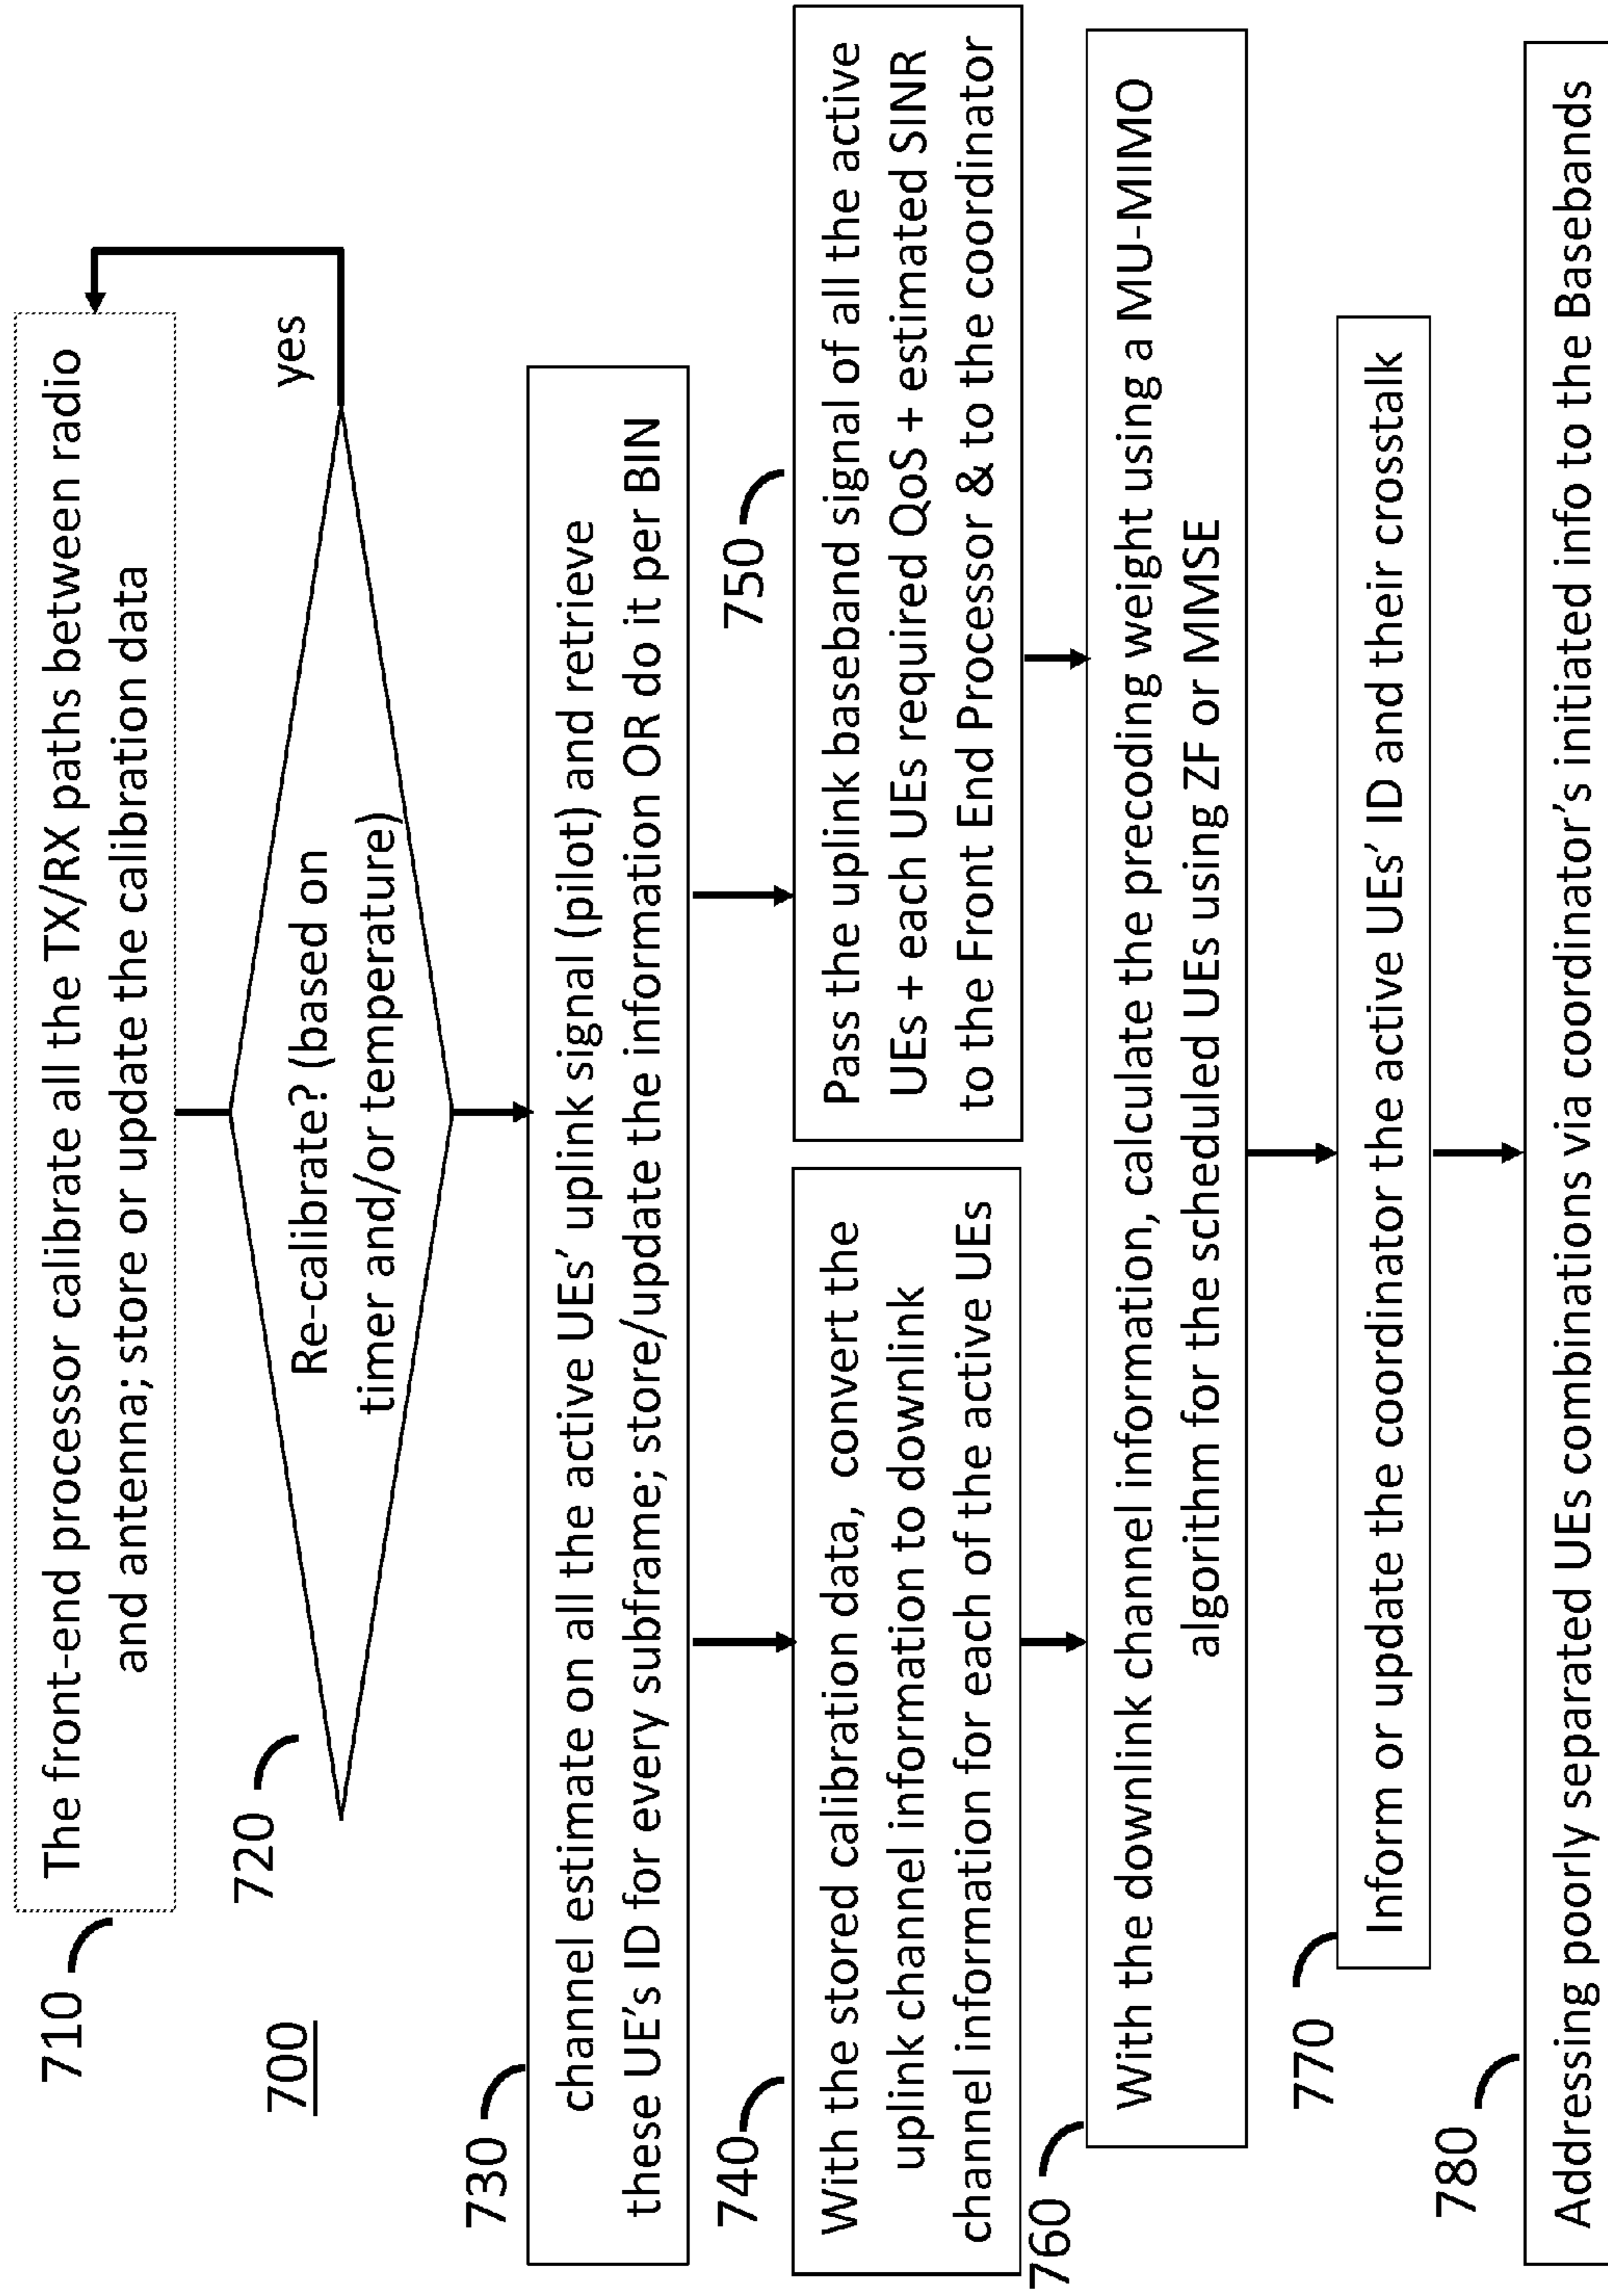 710
The front-end processor calibrate all the TX/RX paths between radio
and antenna; store or update the calibration data
700
720
Re-calibrate? (based on
timer and/or temperature)
yes
730
channel estimate on all the active UEs’ uplink signal (pilot) and retrieve
these UE’s ID for every subframe; store/update the information OR do it per BIN
740
With the stored calibration data, convert the
uplink channel information to downlink
channel information for each of the active UEs
750
Pass the uplink baseband signal of all the active
UEs + each UEs required QoS + estimated SINR
to the Front End Processor & to the coordinator
760
With the downlink channel information, calculate the precoding weight using a MU-MIMO
algorithm for the scheduled UEs using ZF or MMSE
770
Inform or update the coordinator the active UEs’ ID and their crosstalk
780
Addressing poorly separated UEs combinations via coordinator’s initiated info to the Basebands